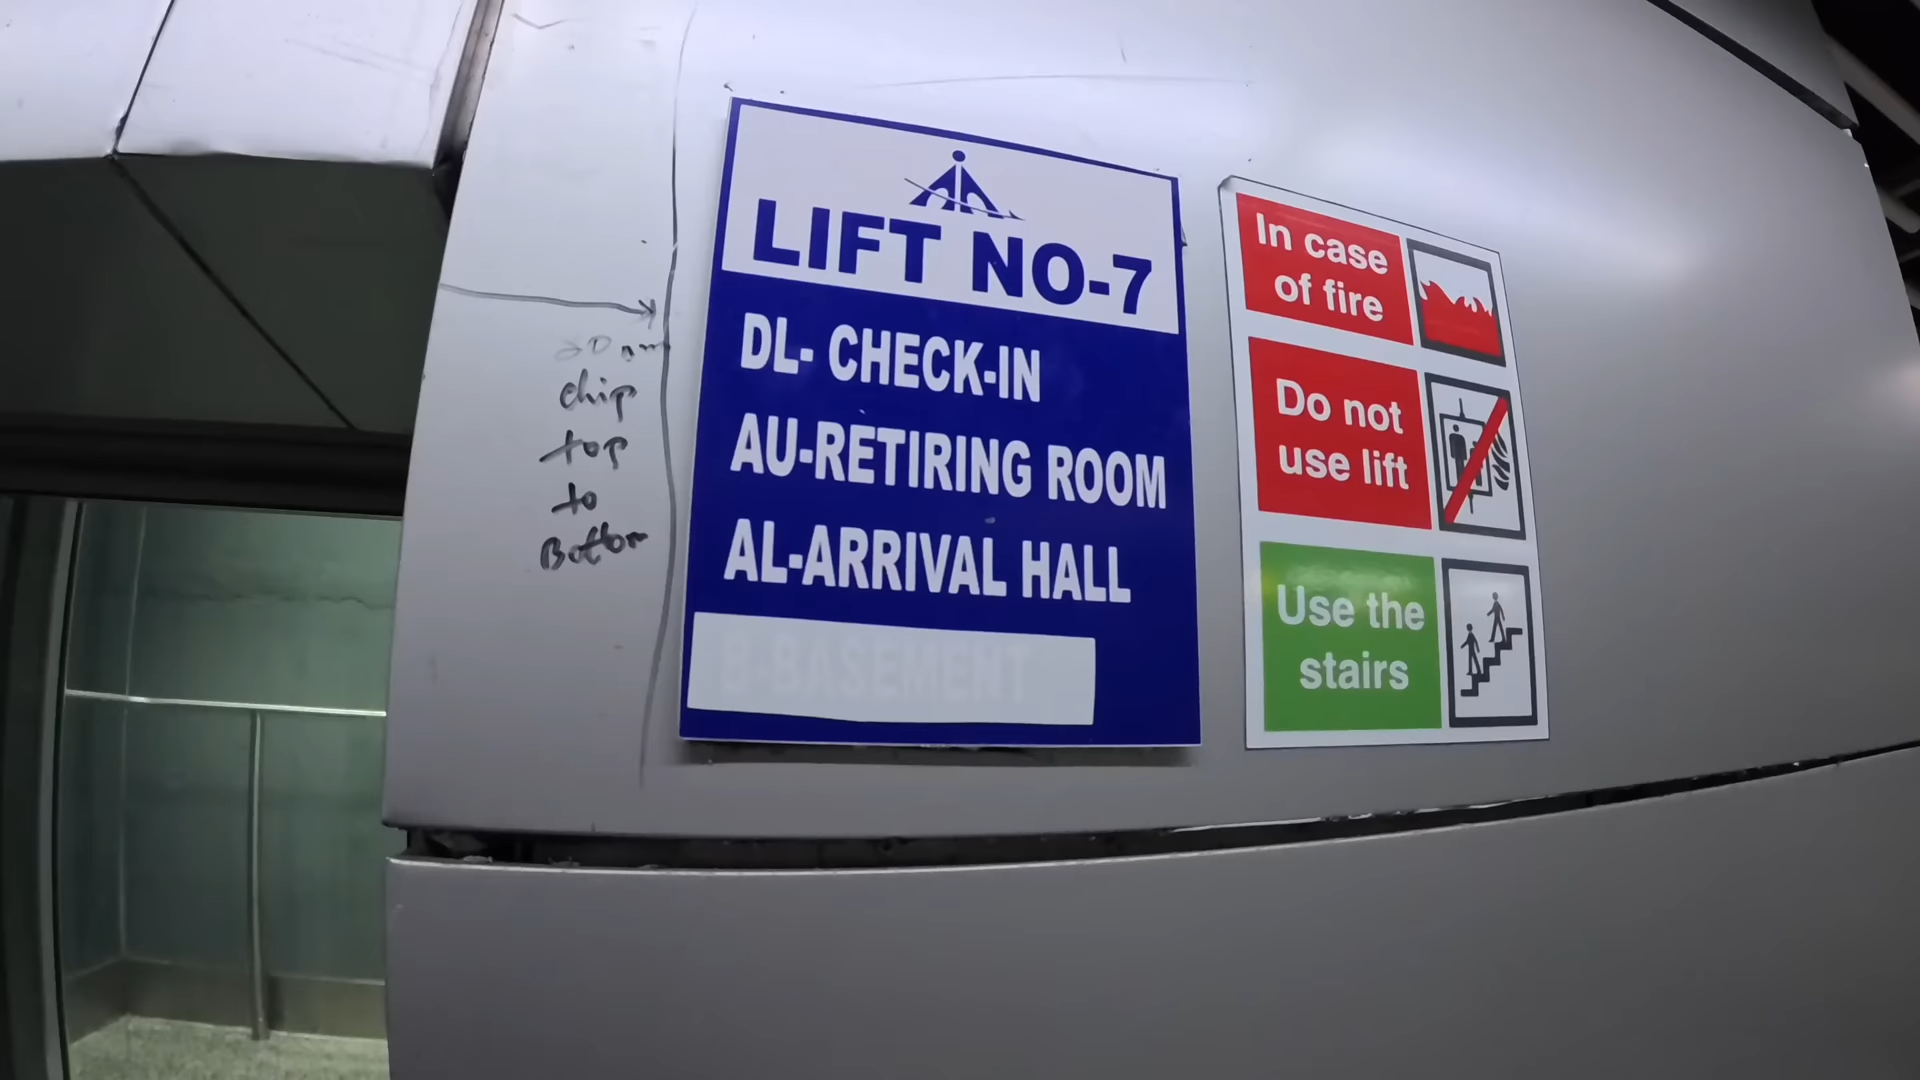 LIFT NO-7
DL- CHECK-IN
AU-RETIRING ROOM
AL-ARRIVAL HALL
B-BASEMENT
In case
of fire
Do not
use lift
Use the
stairs
chip
top
to
Bottom